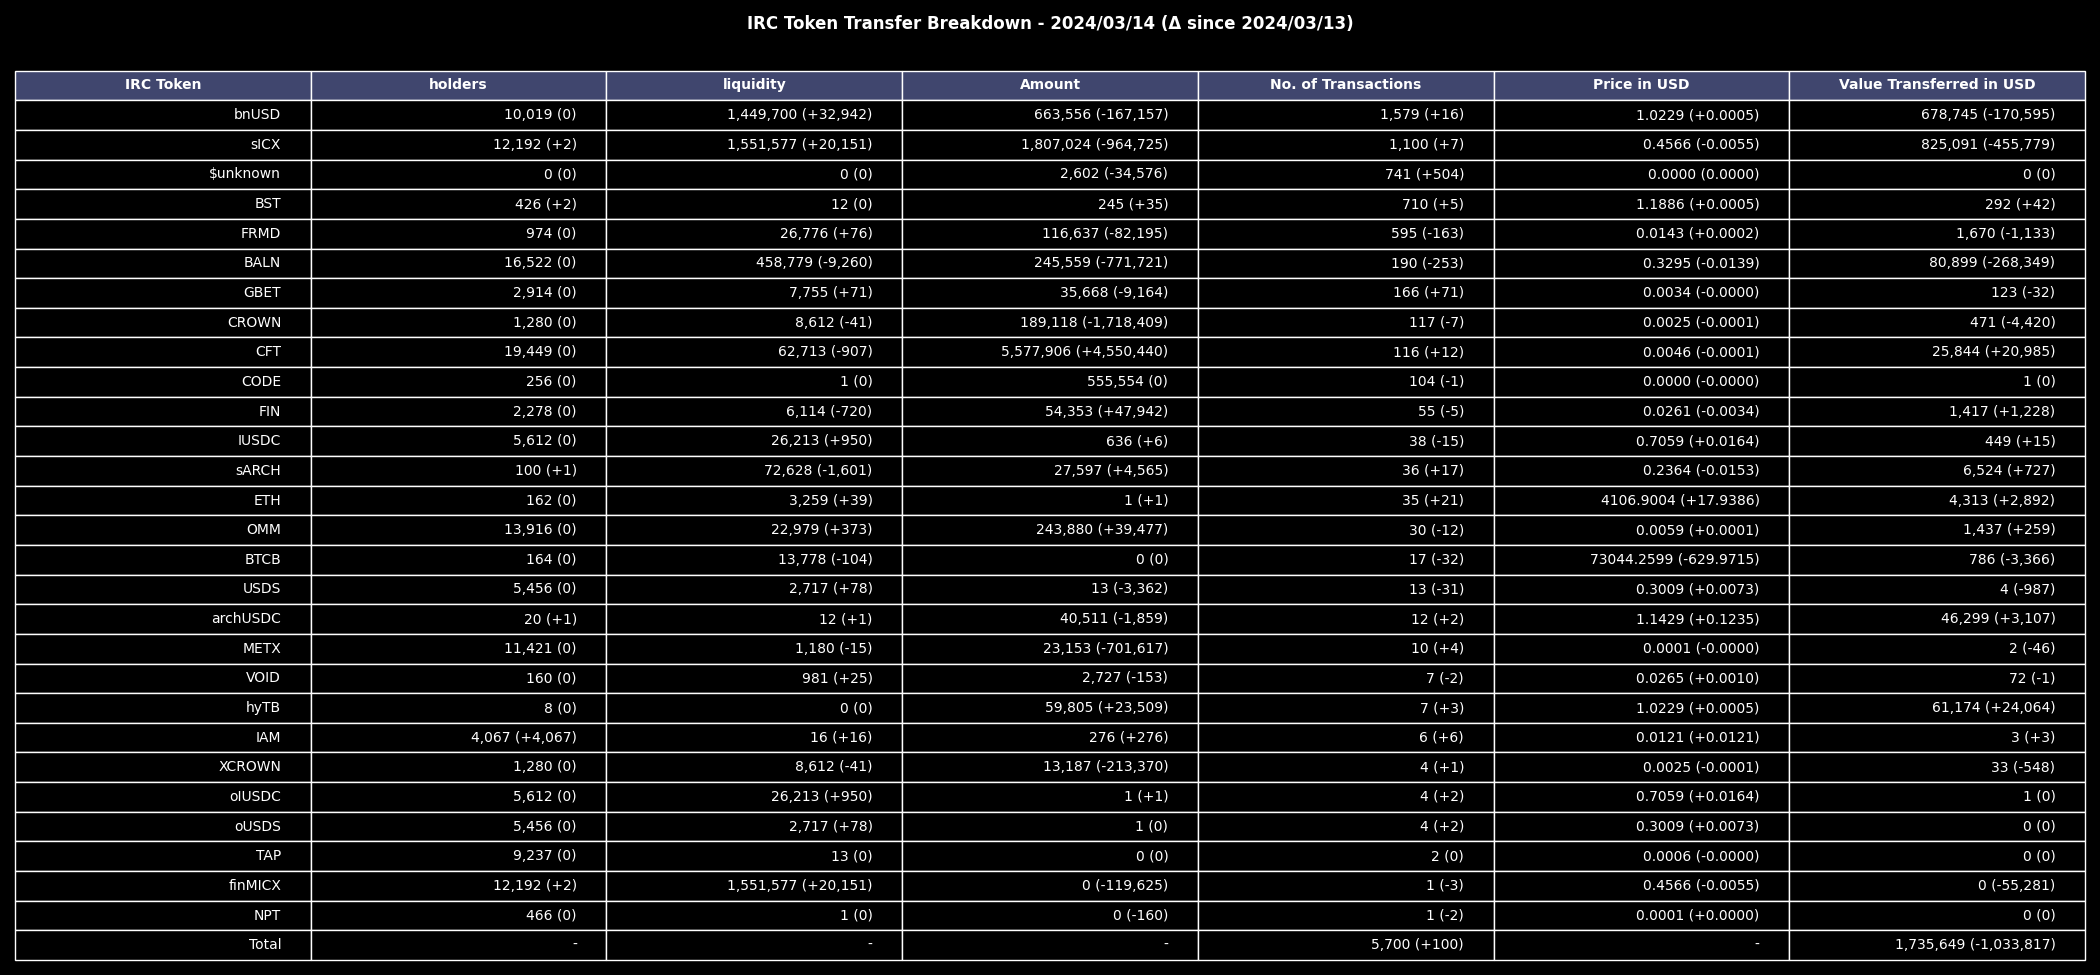 IRC Token Transfer Breakdown - 2024/03/14 (Δ since 2024/03/13)
IRC Token holders liquidity Amount No. of Transactions Price in USD Value Transferred in USD
bnUSD 10,019 (0) 1,449,700 (+32,942) 663,556 (-167,157) 1,579 (+16) 1.0229 (+0.0005) 678,745 (-170,595)
sICX 12,192 (+2) 1,551,577 (+20,151) 1,807,024 (-964,725) 1,100 (+7) 0.4566 (-0.0055) 825,091 (-455,779)
$unknown 0 (0) 0 (0) 2,602 (-34,576) 741 (+504) 0.0000 (0.0000) 0 (0)
BST 426 (+2) 12 (0) 245 (+35) 710 (+5) 1.1886 (+0.0005) 292 (+42)
FRMD 974 (0) 26,776 (+76) 116,637 (-82,195) 595 (-163) 0.0143 (+0.0002) 1,670 (-1,133)
BALN 16,522 (0) 458,779 (-9,260) 245,559 (-771,721) 190 (-253) 0.3295 (-0.0139) 80,899 (-268,349)
GBET 2,914 (0) 7,755 (+71) 35,668 (-9,164) 166 (+71) 0.0034 (-0.0000) 123 (-32)
CROWN 1,280 (0) 8,612 (-41) 189,118 (-1,718,409) 117 (-7) 0.0025 (-0.0001) 471 (-4,420)
CFT 19,449 (0) 62,713 (-907) 5,577,906 (+4,550,440) 116 (+12) 0.0046 (-0.0001) 25,844 (+20,985)
CODE 256 (0) 1 (0) 555,554 (0) 104 (-1) 0.0000 (-0.0000) 1 (0)
FIN 2,278 (0) 6,114 (-720) 54,353 (+47,942) 55 (-5) 0.0261 (-0.0034) 1,417 (+1,228)
IUSDC 5,612 (0) 26,213 (+950) 636 (+6) 38 (-15) 0.7059 (+0.0164) 449 (+15)
sARCH 100 (+1) 72,628 (-1,601) 27,597 (+4,565) 36 (+17) 0.2364 (-0.0153) 6,524 (+727)
ETH 162 (0) 3,259 (+39) 1 (+1) 35 (+21) 4106.9004 (+17.9386) 4,313 (+2,892)
OMM 13,916 (0) 22,979 (+373) 243,880 (+39,477) 30 (-12) 0.0059 (+0.0001) 1,437 (+259)
BTCB 164 (0) 13,778 (-104) 0 (0) 17 (-32) 73044.2599 (-629.9715) 786 (-3,366)
USDS 5,456 (0) 2,717 (+78) 13 (-3,362) 13 (-31) 0.3009 (+0.0073) 4 (-987)
archUSDC 20 (+1) 12 (+1) 40,511 (-1,859) 12 (+2) 1.1429 (+0.1235) 46,299 (+3,107)
METX 11,421 (0) 1,180 (-15) 23,153 (-701,617) 10 (+4) 0.0001 (-0.0000) 2 (-46)
VOID 160 (0) 981 (+25) 2,727 (-153) 7 (-2) 0.0265 (+0.0010) 72 (-1)
hyTB 8 (0) 0 (0) 59,805 (+23,509) 7 (+3) 1.0229 (+0.0005) 61,174 (+24,064)
IAM 4,067 (+4,067) 16 (+16) 276 (+276) 6 (+6) 0.0121 (+0.0121) 3 (+3)
XCROWN 1,280 (0) 8,612 (-41) 13,187 (-213,370) 4 (+1) 0.0025 (-0.0001) 33 (-548)
oIUSDC 5,612 (0) 26,213 (+950) 1 (+1) 4 (+2) 0.7059 (+0.0164) 1 (0)
oUSDS 5,456 (0) 2,717 (+78) 1 (0) 4 (+2) 0.3009 (+0.0073) 0 (0)
TAP 9,237 (0) 13 (0) 0 (0) 2 (0) 0.0006 (-0.0000) 0 (0)
finMICX 12,192 (+2) 1,551,577 (+20,151) 0 (-119,625) 1 (-3) 0.4566 (-0.0055) 0 (-55,281)
NPT 466 (0) 1 (0) 0 (-160) 1 (-2) 0.0001 (+0.0000) 0 (0)
Total - - - 5,700 (+100) - 1,735,649 (-1,033,817)